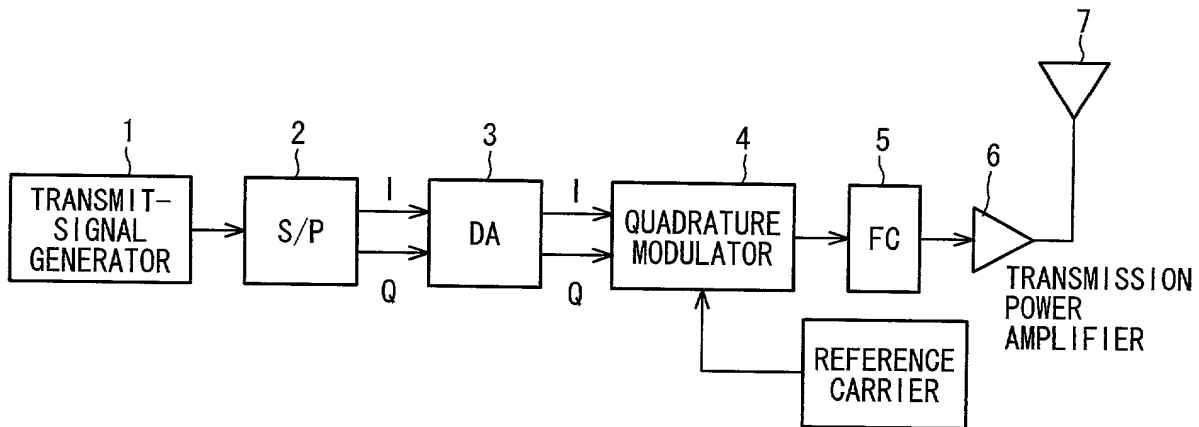 7
1
2
3
4
5
6
TRANSMIT-
SIGNAL
GENERATOR
S/P
I
Q
DA
I
Q
QUADRATURE
MODULATOR
FC
TRANSMISSION
POWER
AMPLIFIER
REFERENCE
CARRIER